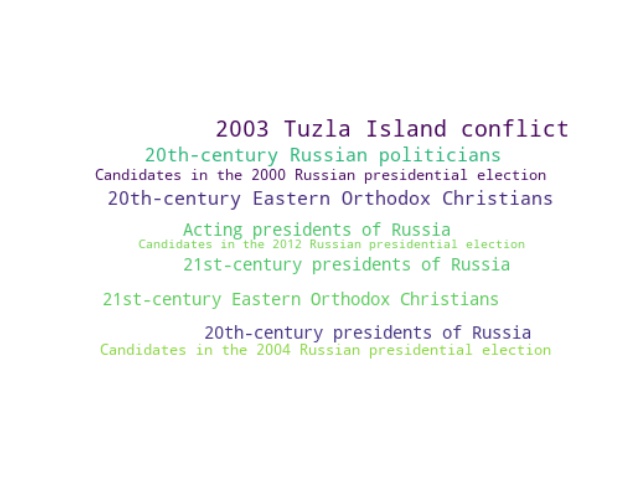 2003 Tuzla Island conflict
20th-century Russian politicians
Candidates in the 2000 Russian presidential election
20th-century Eastern Orthodox Christians
Acting presidents of Russia
Candidates in the 2012 Russian presidential election
21st-century presidents of Russia
21st-century Eastern Orthodox Christians
20th-century presidents of Russia
Candidates in the 2004 Russian presidential election